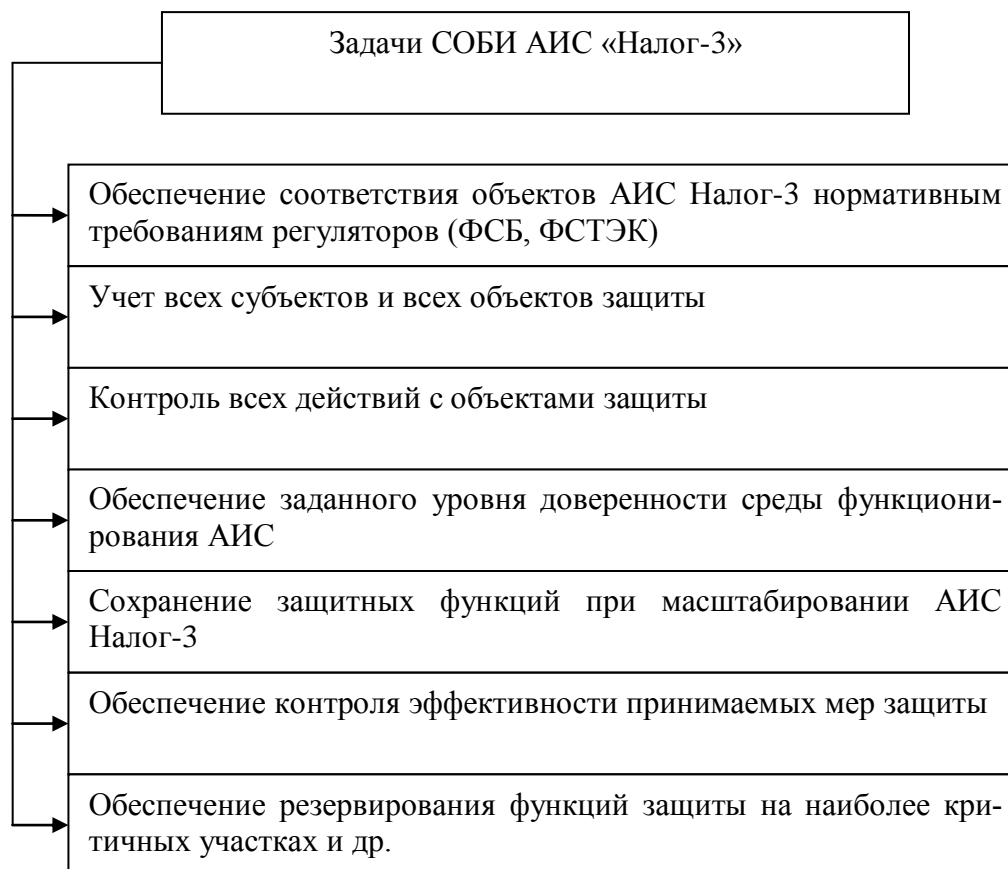 Задачи СОБИ АИС «Налог-3»
Обеспечение соответствия объектов АИС Налог-3 нормативным
требованиям регуляторов (ФСБ, ФСТЭК)
Учет всех субъектов и всех объектов защиты
Контроль всех действий с объектами защиты
Обеспечение заданного уровня доверенности среды функциони-
рования АИС
Сохранение защитных функций при масштабировании АИС
Налог-3
Обеспечение контроля эффективности принимаемых мер защиты
Обеспечение резервирования функций защиты на наиболее кри-
тичных участках и др.